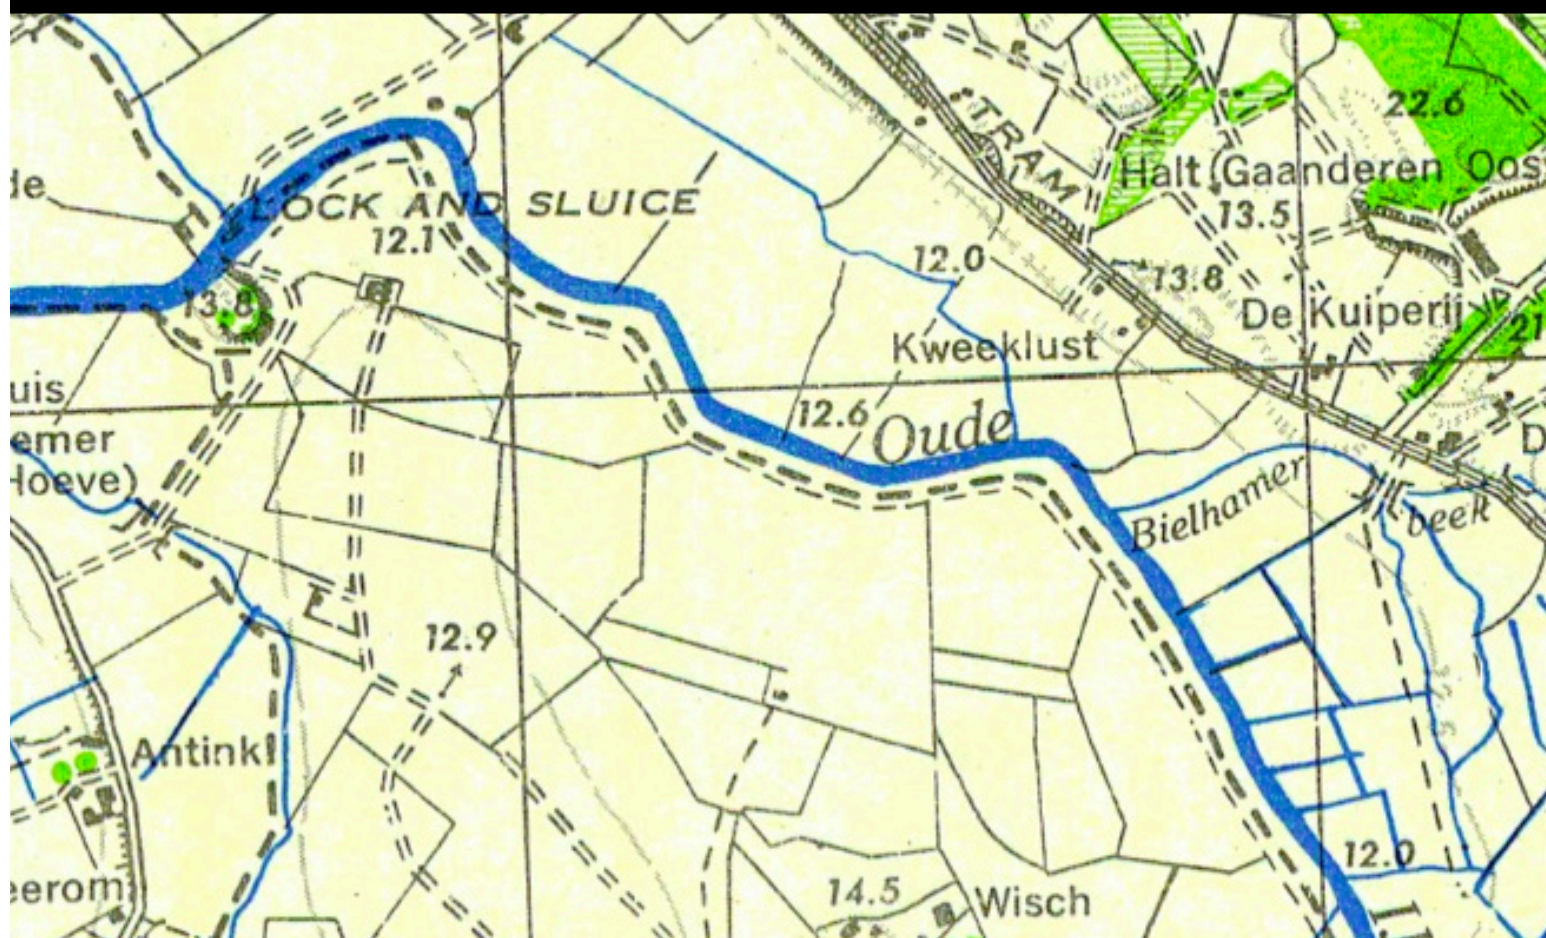 22.6
TRAM
Halt Gaanderen Oos
de
LOCK AND SLUICE
13.5
12.1
12.0
13.8
13.8
De Kuiperij
21
Kweeklust
uis
12.6
Oude
emer
Hoeve)
Bielhamer
beek
D
12.9
Antink
12.0
eerom
14.5
Wisch